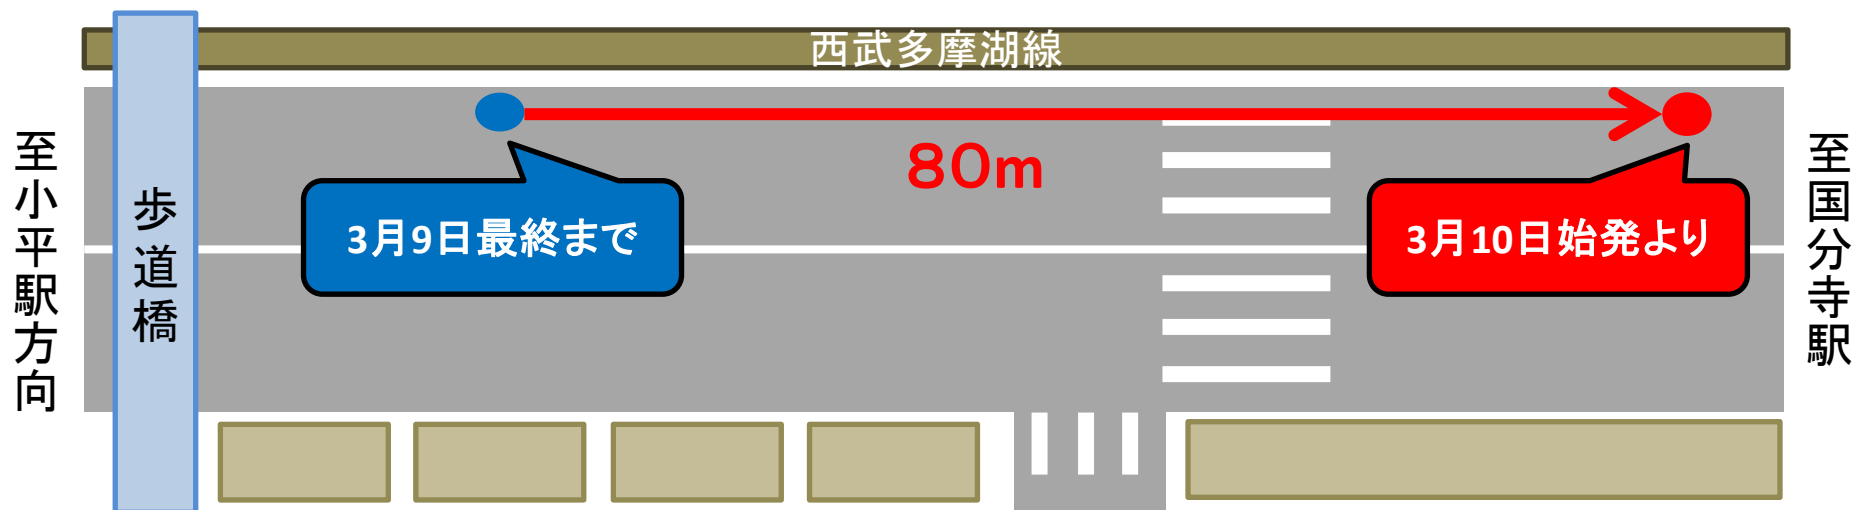 西武多摩湖線
至小平駅方向
歩道橋
80m
3月9日最終まで
3月10日始発より
至国分寺駅